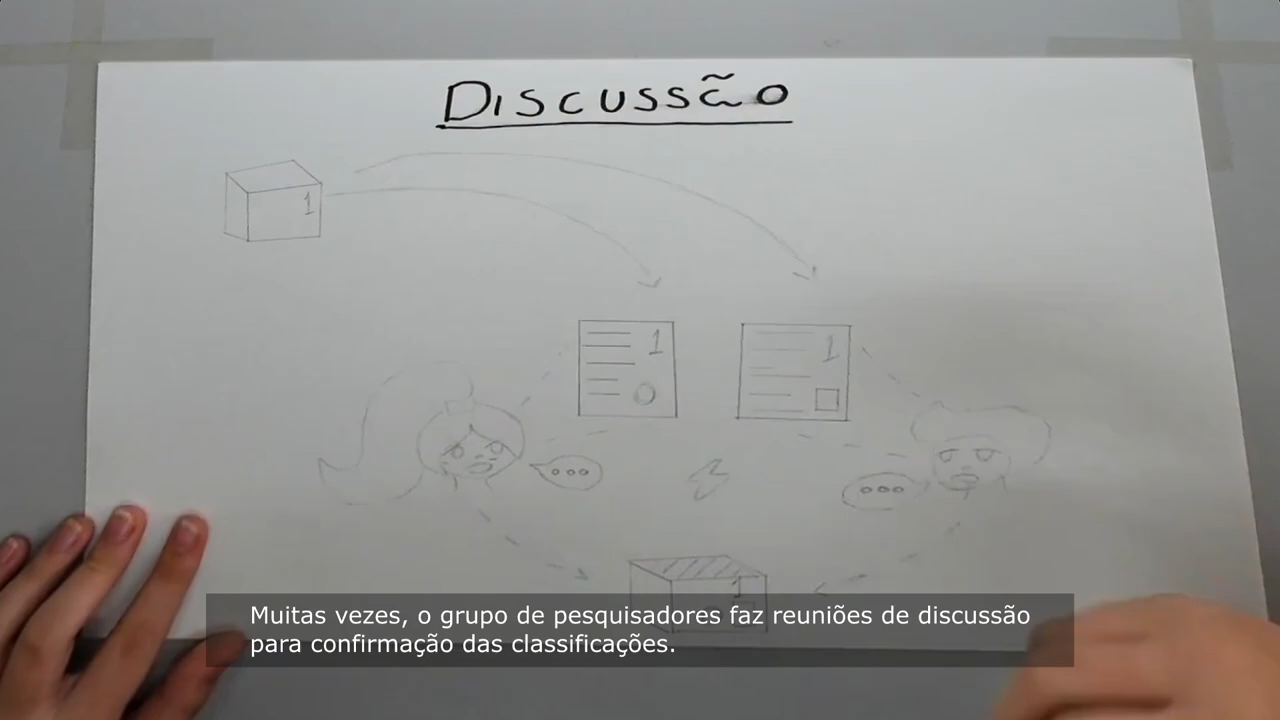 DISCUSSÃO
1
1
1
1
Muitas vezes, o grupo de pesquisadores faz reuniões de discussão
para confirmação das classificações.